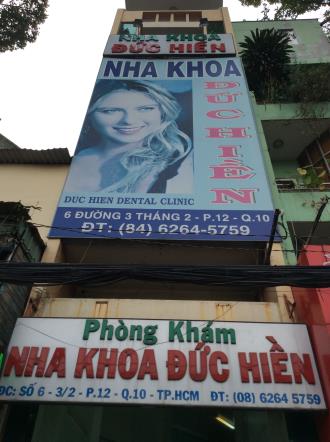 NHA KHOA
ĐỨC HIỀN
NHA KHOA
ĐỨC HIỀN
DUC HIEN DENTAL CLINIC
6 ĐƯỜNG 3 THÁNG 2 - P.12 - Q.10
ĐT: (84) 6264-5759
Phòng Khám
NHA KHOA ĐỨC HIỀN
ĐC: SỐ 6 - 3/2 - P.12 - Q.10 - TP.HCM ĐT: (08) 6264 5759